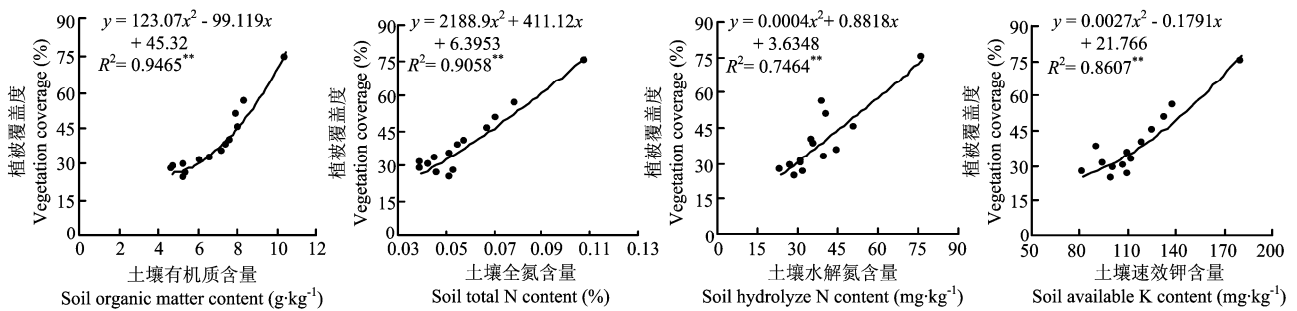 y = 123.07x² - 99.119x
+ 45.32
R²= 0.9465**
植被覆盖度
Vegetation coverage (%)
90
75
60
45
30
15
0
0 2 4 6 8 10 12
土壤有机质含量
Soil organic matter content (g·kg⁻¹)
y = 2188.9x² + 411.12x
+ 6.3953
R²= 0.9058**
植被覆盖度
Vegetation coverage (%)
90
75
60
45
30
15
0
0.03 0.05 0.07 0.09 0.11 0.13
土壤全氮含量
Soil total N content (%)
y = 0.0004x²+ 0.8818x
+ 3.6348
R²= 0.7464**
植被覆盖度
Vegetation coverage (%)
90
75
60
45
30
15
0
0 15 30 45 60 75 90
土壤水解氮含量
Soil hydrolyze N content (mg·kg⁻¹)
y = 0.0027x² - 0.1791x
+ 21.766
R²= 0.8607**
植被覆盖度
Vegetation coverage (%)
90
75
60
45
30
15
0
50 80 110 140 170 200
土壤速效钾含量
Soil available K content (mg·kg⁻¹)